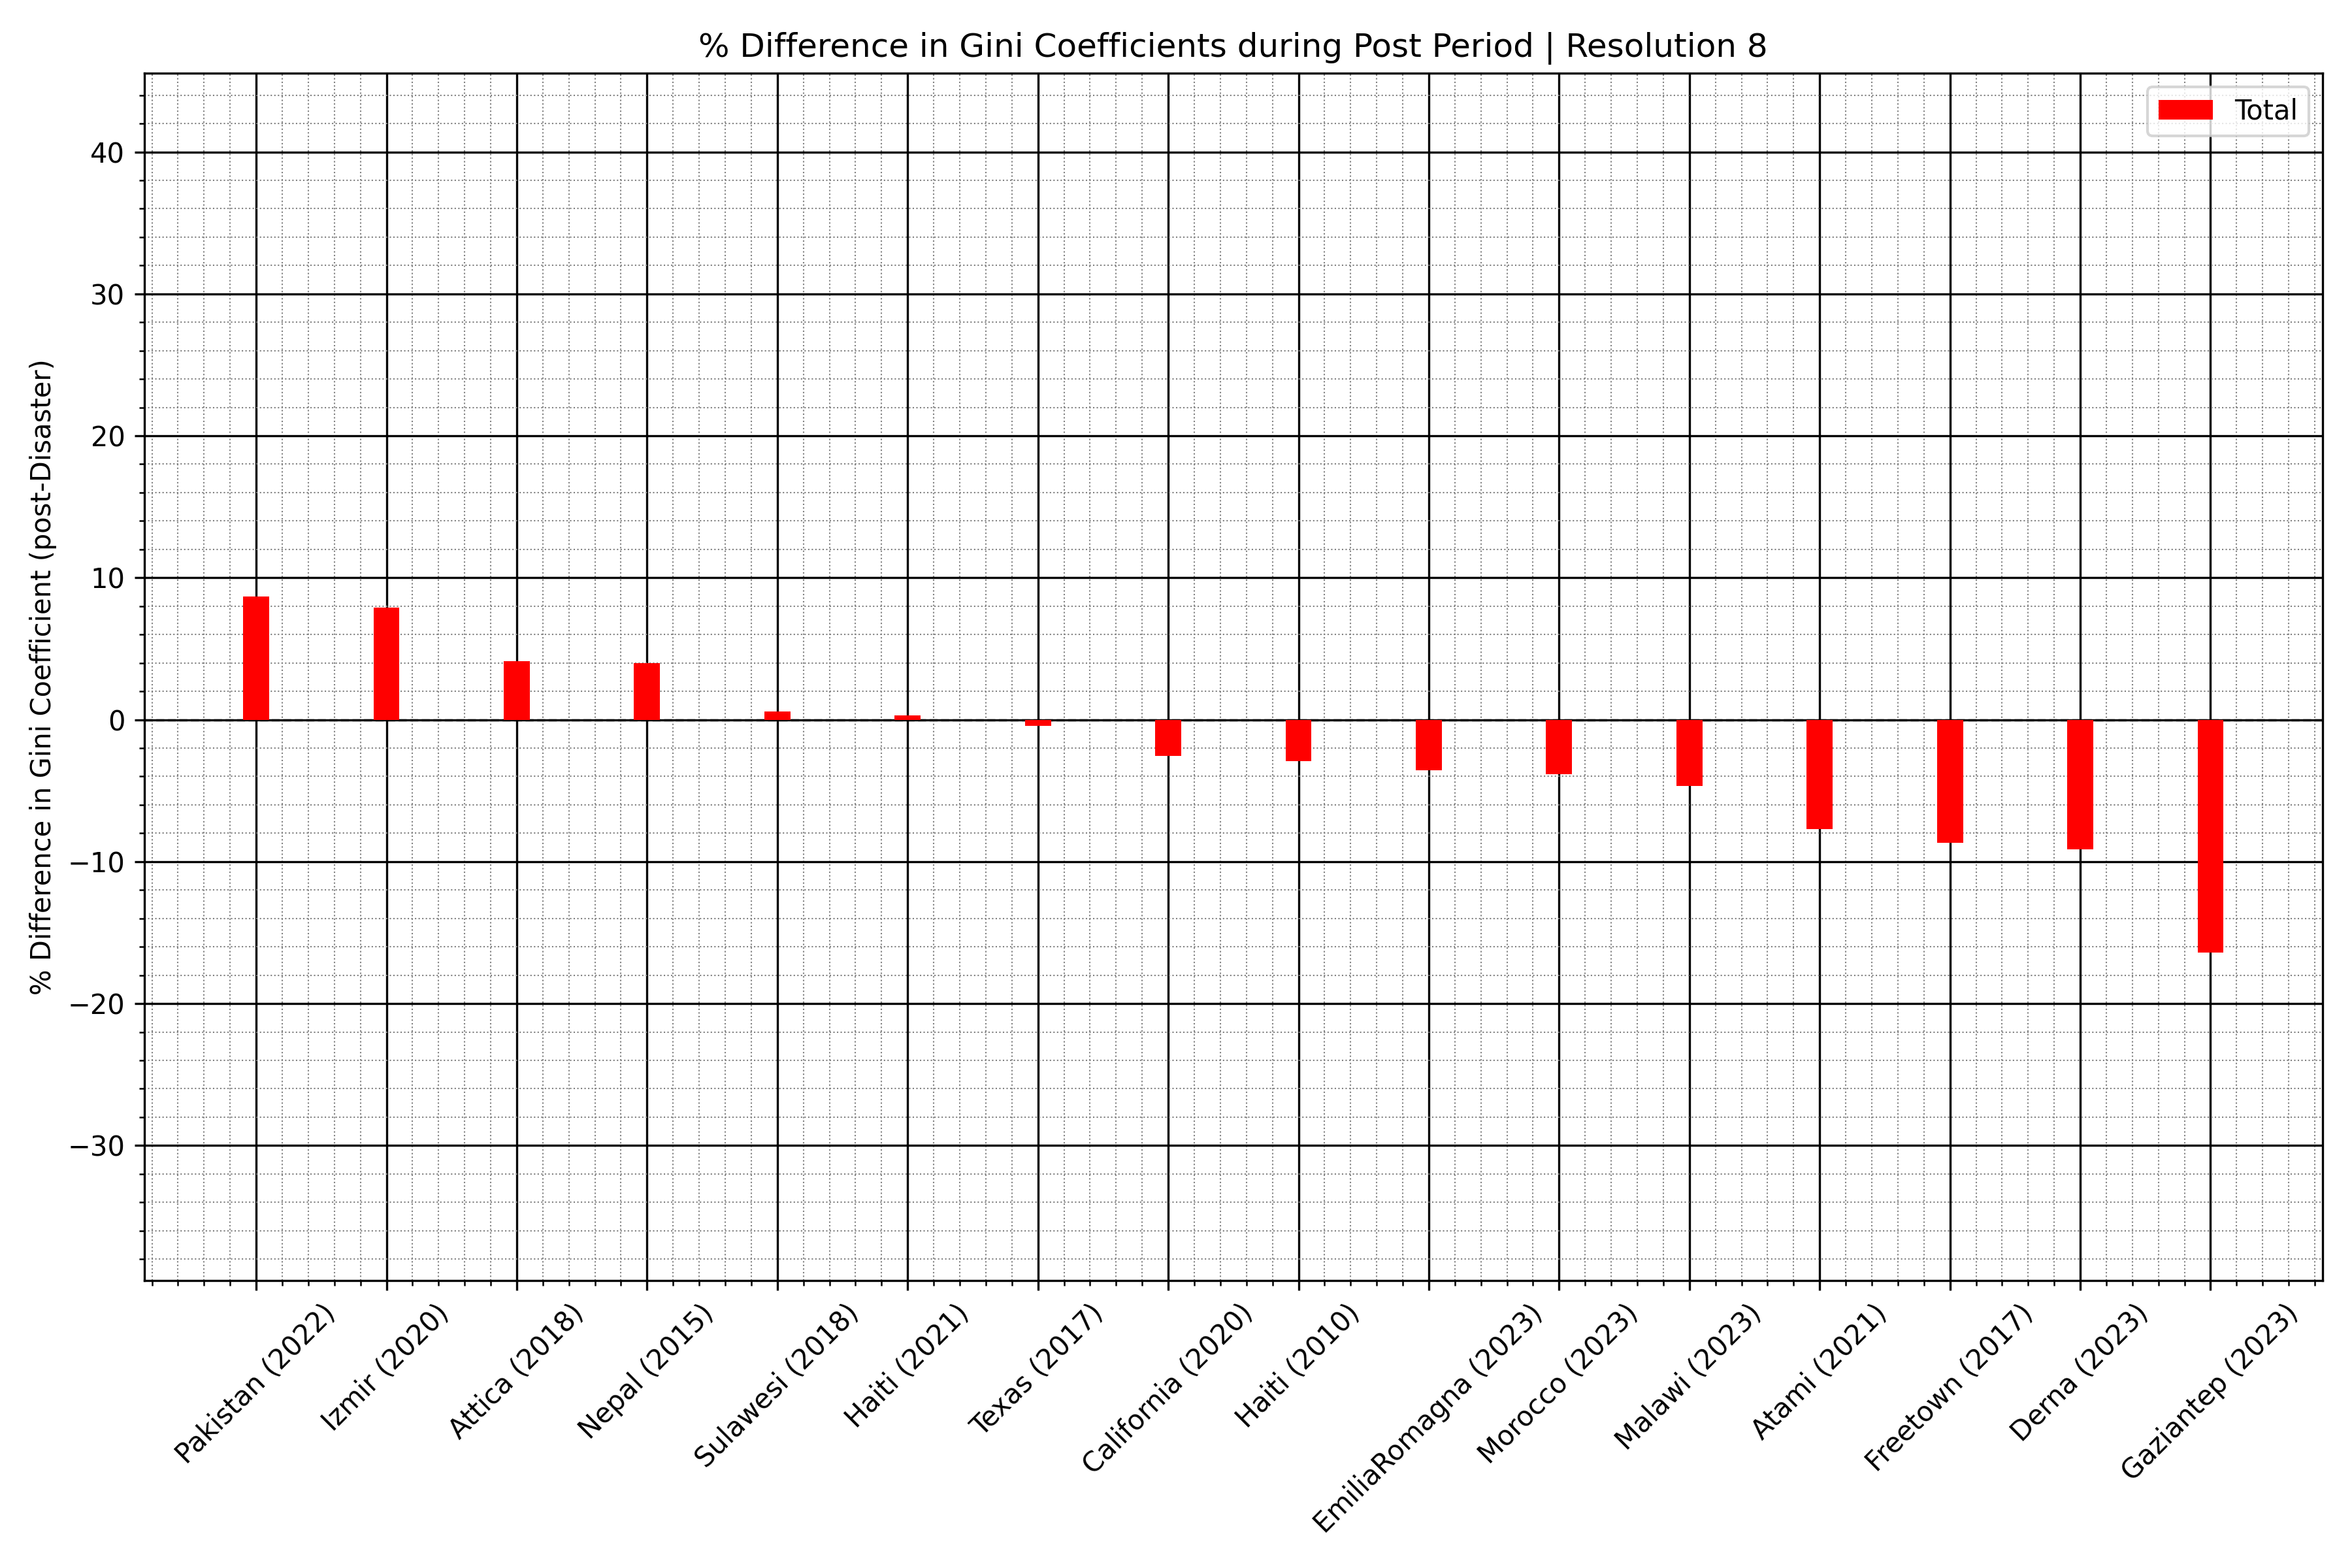 % Difference in Gini Coefficients during Post Period | Resolution 8
Total
% Difference in Gini Coefficient (post-Disaster)
40
30
20
10
0
−10
−20
−30
Pakistan (2022)
Izmir (2020)
Attica (2018)
Nepal (2015)
Sulawesi (2018)
Haiti (2021)
Texas (2017)
California (2020)
Haiti (2010)
EmiliaRomagna (2023)
Morocco (2023)
Malawi (2023)
Atami (2021)
Freetown (2017)
Derna (2023)
Gaziantep (2023)